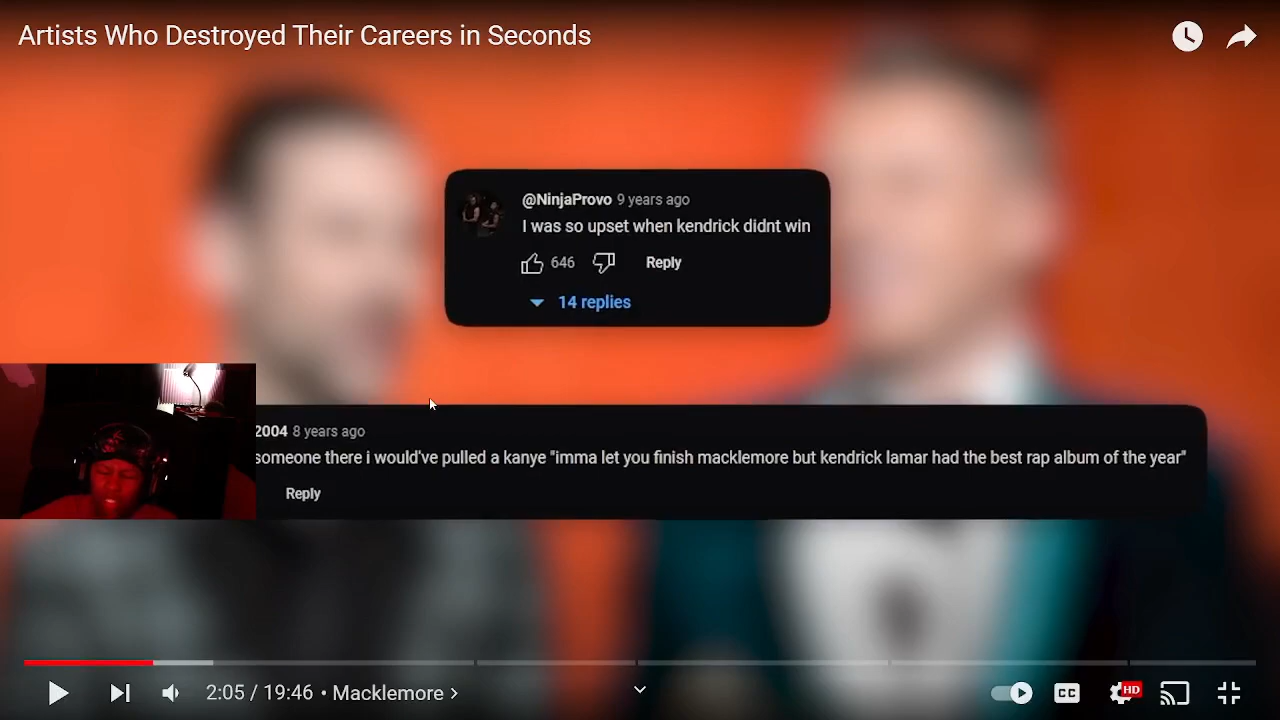 Artists Who Destroyed Their Careers in Seconds
@NinjaProvo 9 years ago
I was so upset when kendrick didnt win
646 Reply
14 replies
2004 8 years ago
someone there i would've pulled a kanye "imma let you finish macklemore but kendrick lamar had the best rap album of the year"
Reply
2:05 / 19:46 • Macklemore
CC
HD